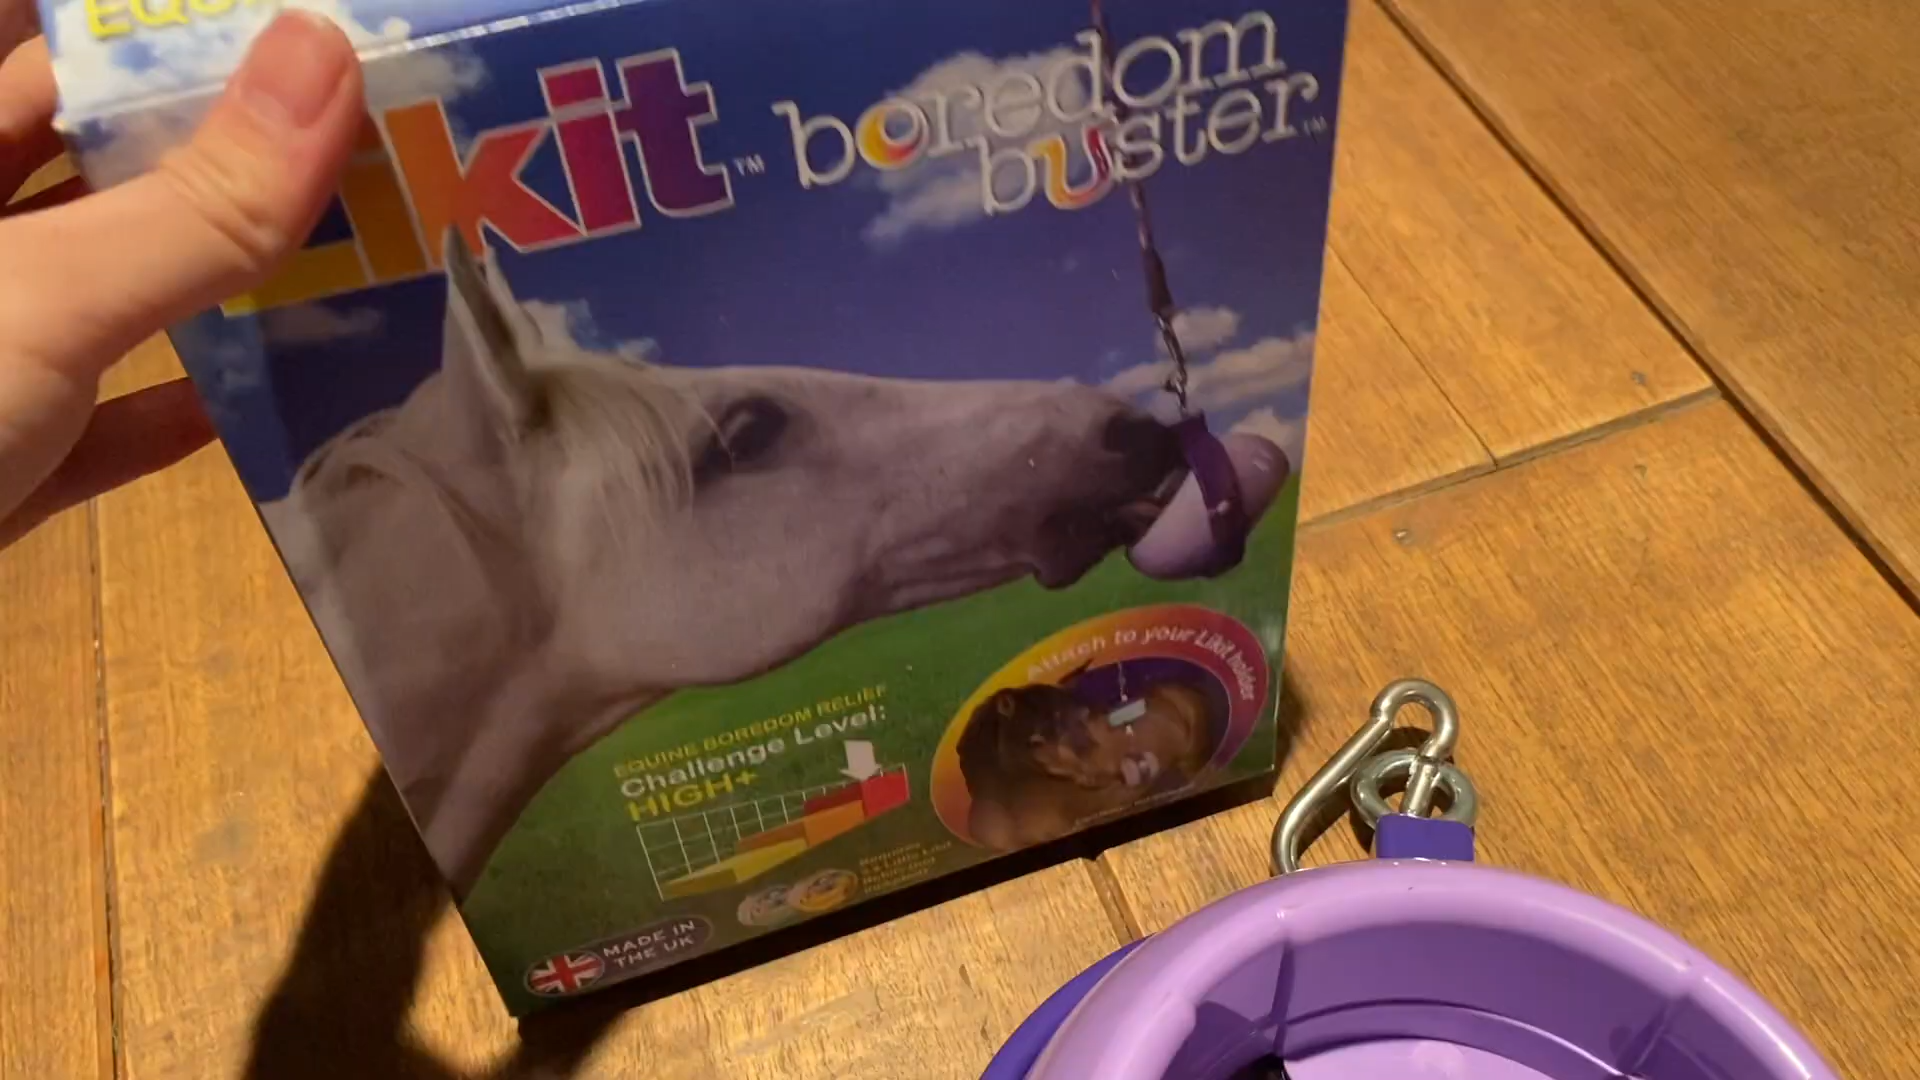 Likit™
boredom
buster™
Attach to your Likit holder
EQUINE BOREDOM RELIEF
Challenge Level:
HIGH+
MADE IN
THE UK